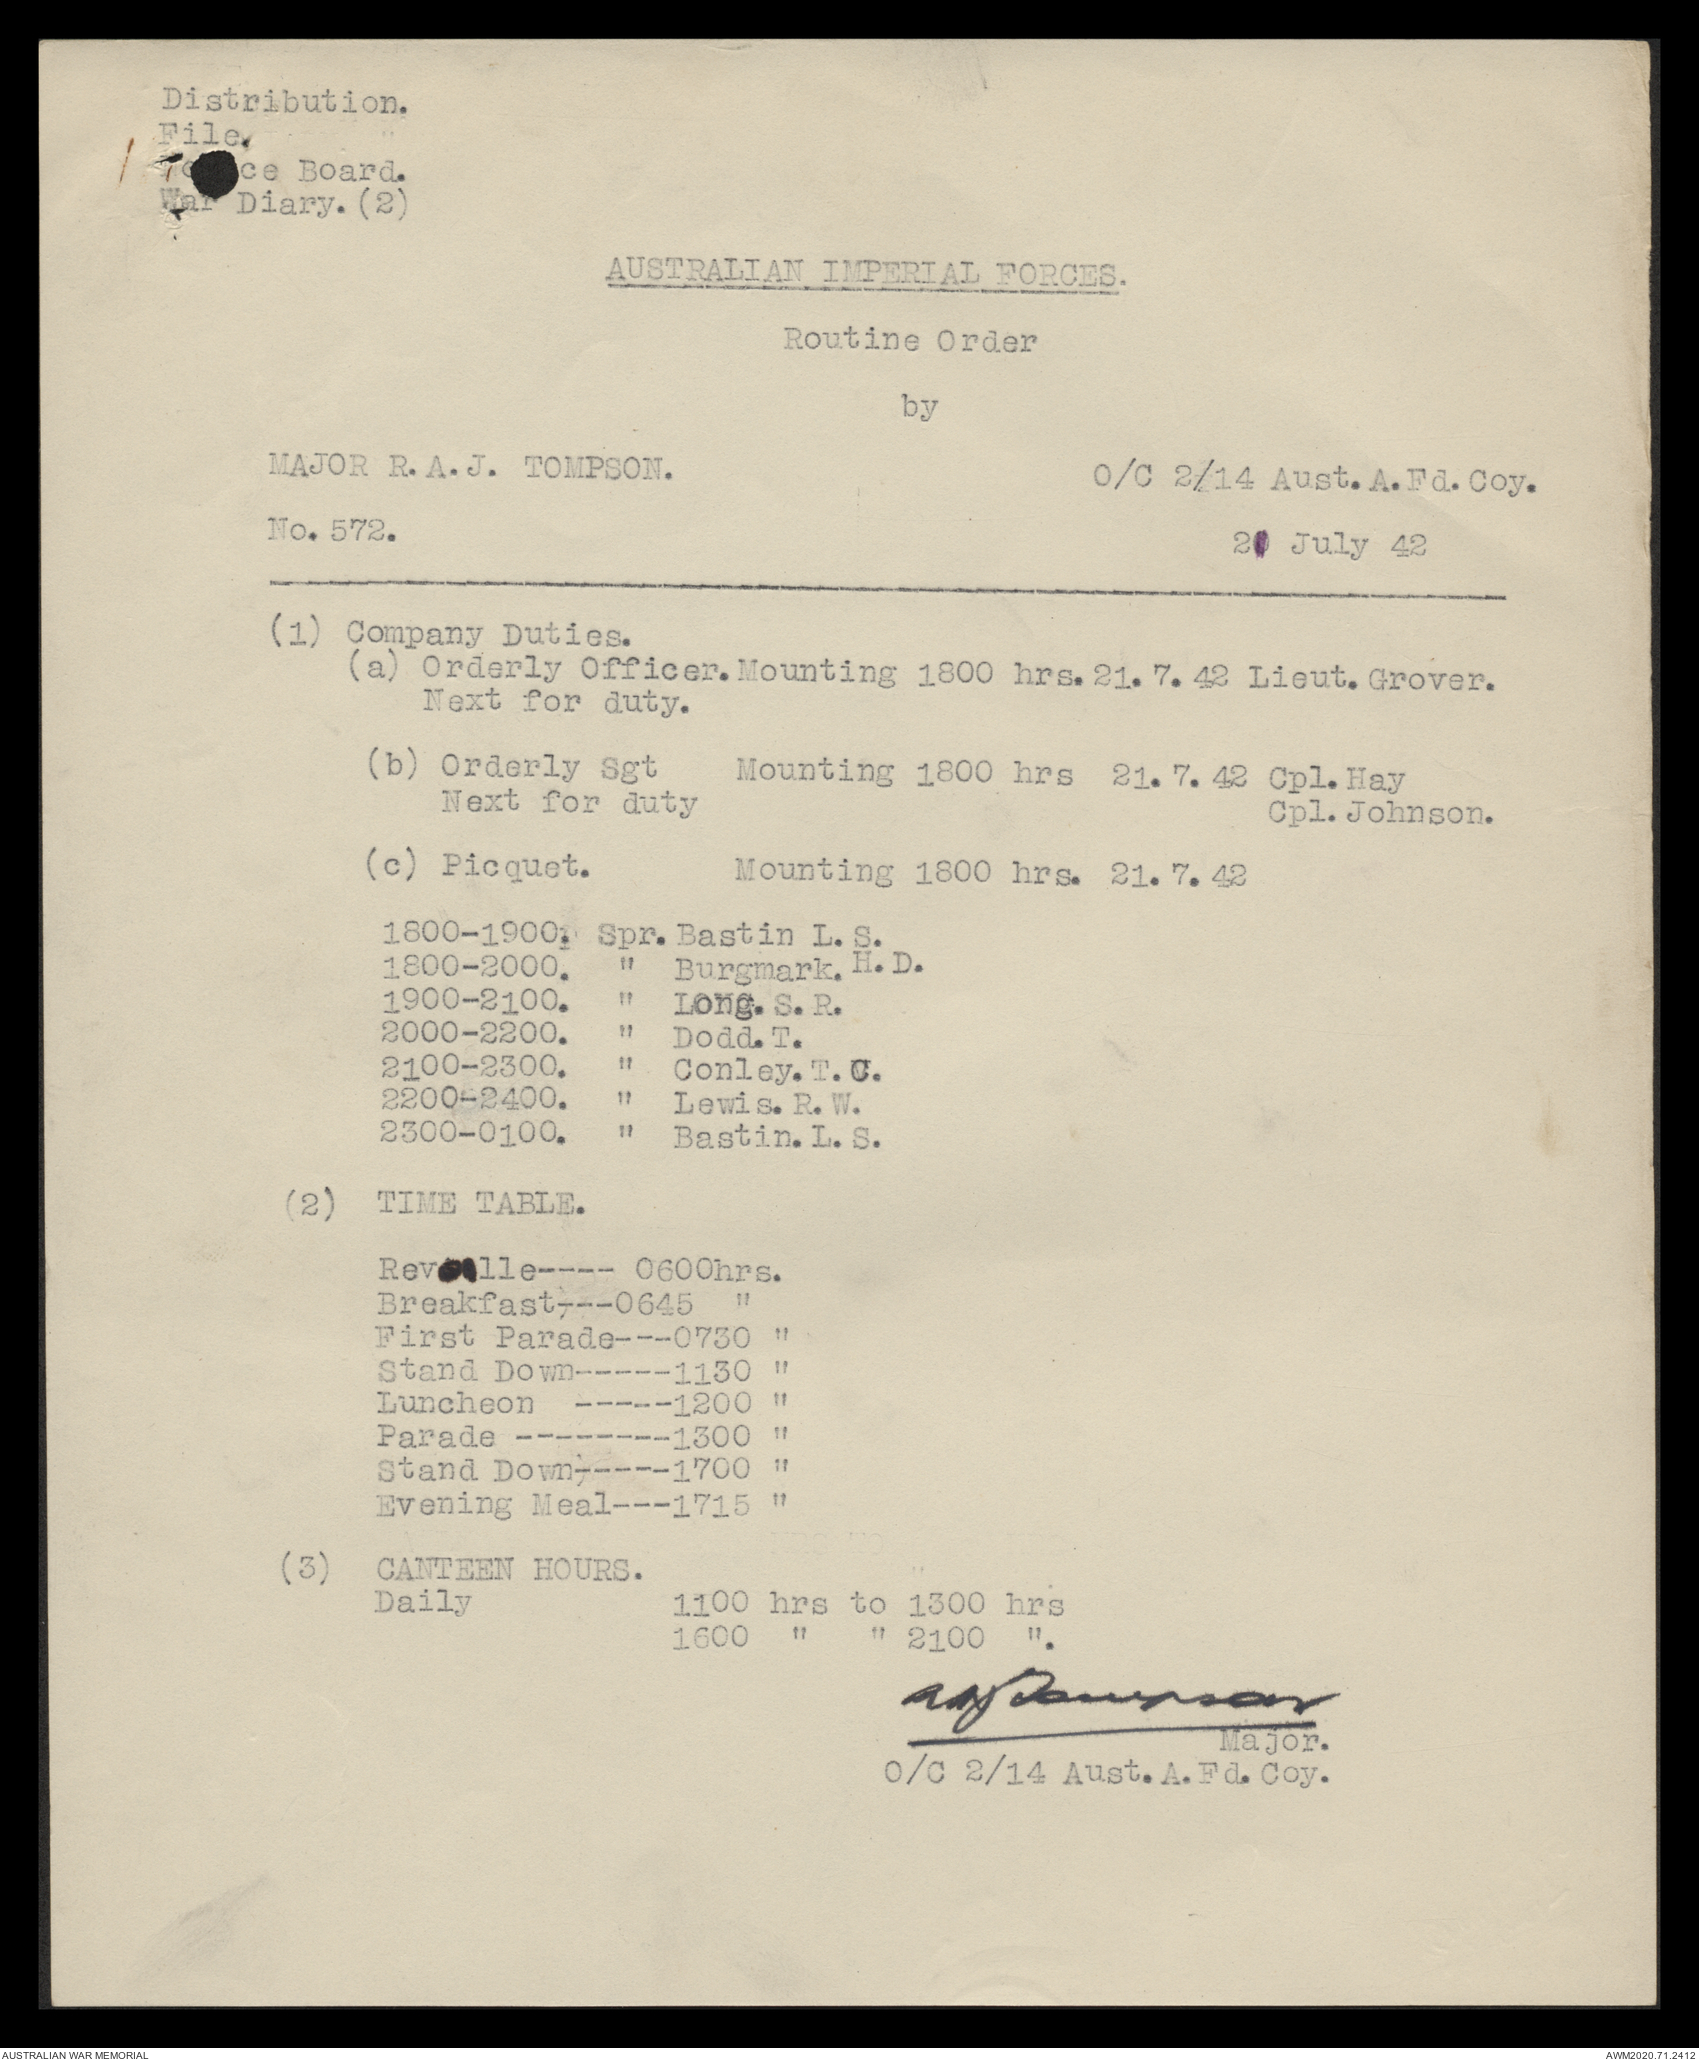 Distribution.
File.
Board.
War Diary.(2)
AUSTRALIAN IMPERIAL FORCES.
Routine Order
by
MAJOR R.A.J. TOMPSON.
O/C 2/14 Aust.A.Fd.Coy.
No.572.
July 42
(1) Company Duties.
(a) Orderly Officer. Mounting 1800 hrs. 21.7.42 Lieut. Grover.
Next for duty.
(b) Orderly Sgt Mounting 1800 hrs 21.7.42 Cpl.Hay
Next for duty Cpl.Johnson.
(c) Picquet. Mounting 1800 hrs. 21.7.42
1800-1900. Spr. Bastin L.S.
1800-2000. " Burgmark. H.D.
1900-2100. " Long. S.R.
2000-2200. " Dodd.T.
2100-2300. " Conley.T.C.
2200-2400. " Lewis.R.W.
2300-0100. " Bastin.L.S.
(2) TIME TABLE.
---- 0600hrs.
Breakfast---0645 "
First Parade---0730 "
Stand Down-----1130 "
Luncheon -----1200 "
Parade --------1300 "
Stand Down-----1700 "
Evening Meal---1715 "
(3) CANTEEN HOURS.
Daily 1100 hrs to 1300 hrs
1600 " " 2100 ".
RAJ Tompson
Major.
O/C 2/14 Aust.A.Fd.Coy.
AUSTRALIAN WAR MEMORIAL
AWM2020.71.2412